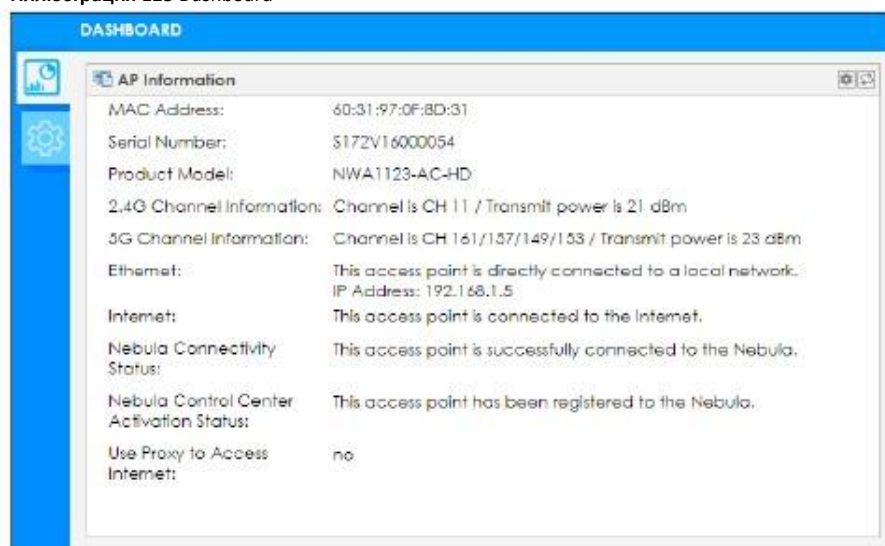 DASHBOARD
AP Information
MAC Address: 60:31:97:0F:8D:31
Serial Number: S172V16000054
Product Model: NWA1123-AC-HD
2.4G Channel Information: Channel is CH 11 / Transmit power is 21 dBm
5G Channel Information: Channel is CH 161/157/149/153 / Transmit power is 23 dBm
Ethernet: This access point is directly connected to a local network.
IP Address: 192.168.1.5
Internet: This access point is connected to the Internet.
Nebula Connectivity This access point is successfully connected to the Nebula.
Status:
Nebula Control Center This access point has been registered to the Nebula.
Activation Status:
Use Proxy to Access no
Internet: